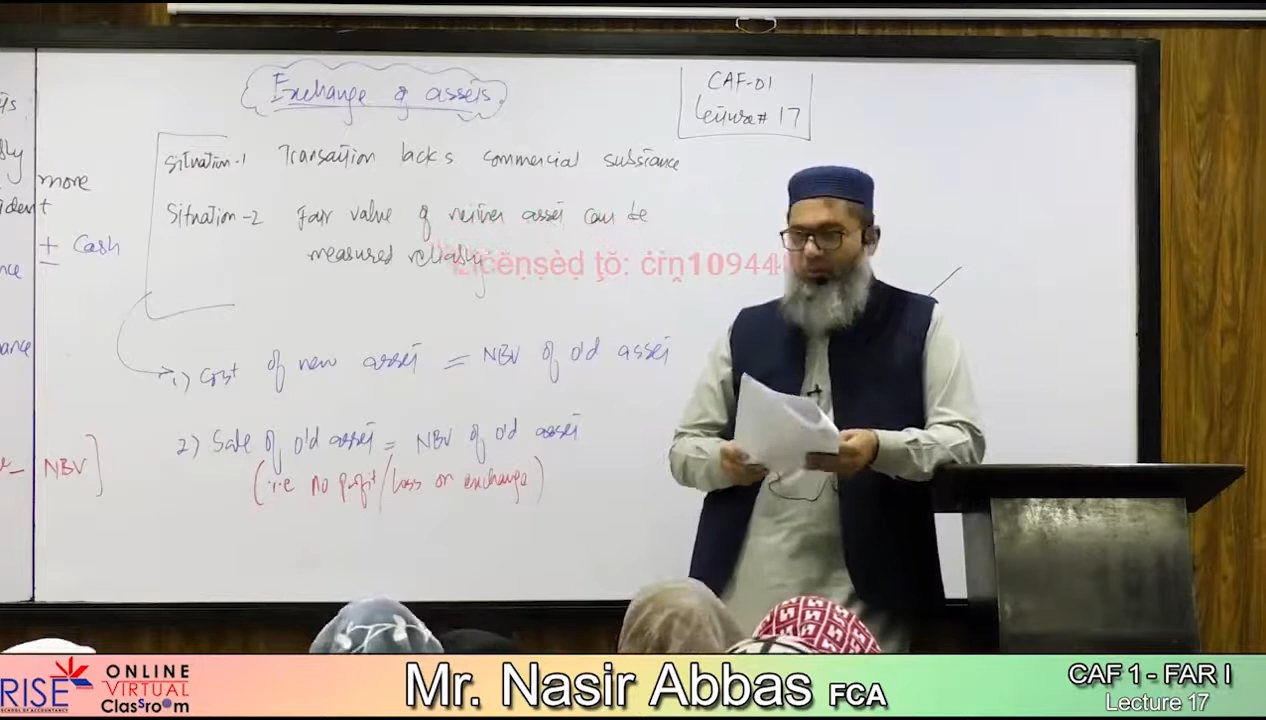 Exchange of assets
CAF-01
Lecture # 17
Situation-1 Transaction lacks commercial substance
Situation-2 Fair value of neither asset can be
measured reliably
more
t
± Cash
1) Cost of new asset = NBV of old asset
2) Sale of old asset = NBV of old asset
(i.e no profit/loss on exchange)
NBV]
RISE
SCHOOL OF ACCOUNTANCY
ONLINE
VIRTUAL
Classroom
Mr. Nasir Abbas FCA
CAF 1 - FAR I
Lecture 17